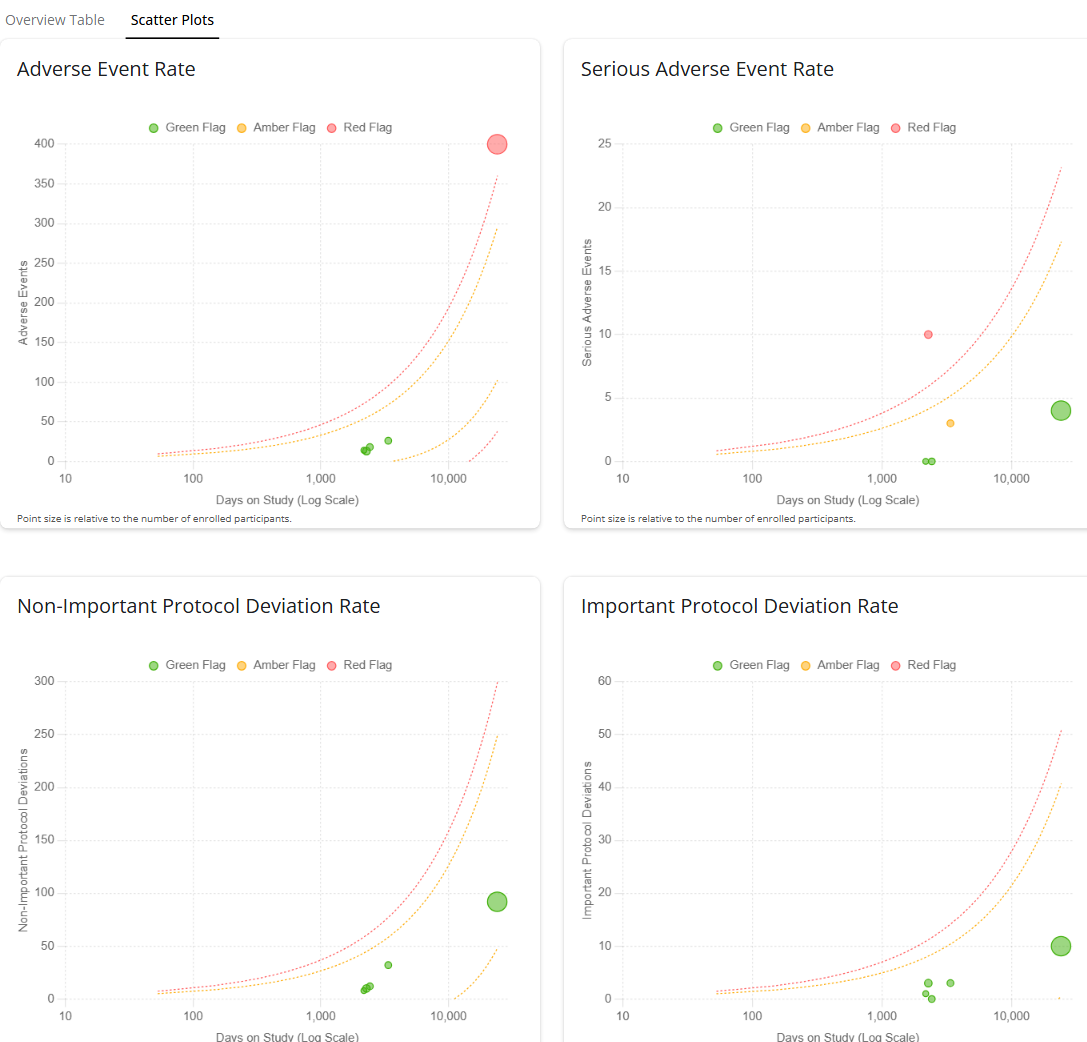 Overview Table Scatter Plots
Adverse Event Rate
Green Flag Amber Flag Red Flag
400
350
300
250
200
150
100
50
0
Adverse Events
10 100 1,000 10,000
Days on Study (Log Scale)
Point size is relative to the number of enrolled participants.
Serious Adverse Event Rate
Green Flag Amber Flag Red Flag
25
20
15
10
5
0
Serious Adverse Events
10 100 1,000 10,000
Days on Study (Log Scale)
Point size is relative to the number of enrolled participants.
Non-Important Protocol Deviation Rate
Green Flag Amber Flag Red Flag
300
250
200
150
100
50
0
Non-Important Protocol Deviations
10 100 1,000 10,000
Days on Study (Log Scale)
Important Protocol Deviation Rate
Green Flag Amber Flag Red Flag
60
50
40
30
20
10
0
Important Protocol Deviations
10 100 1,000 10,000
Days on Study (Log Scale)